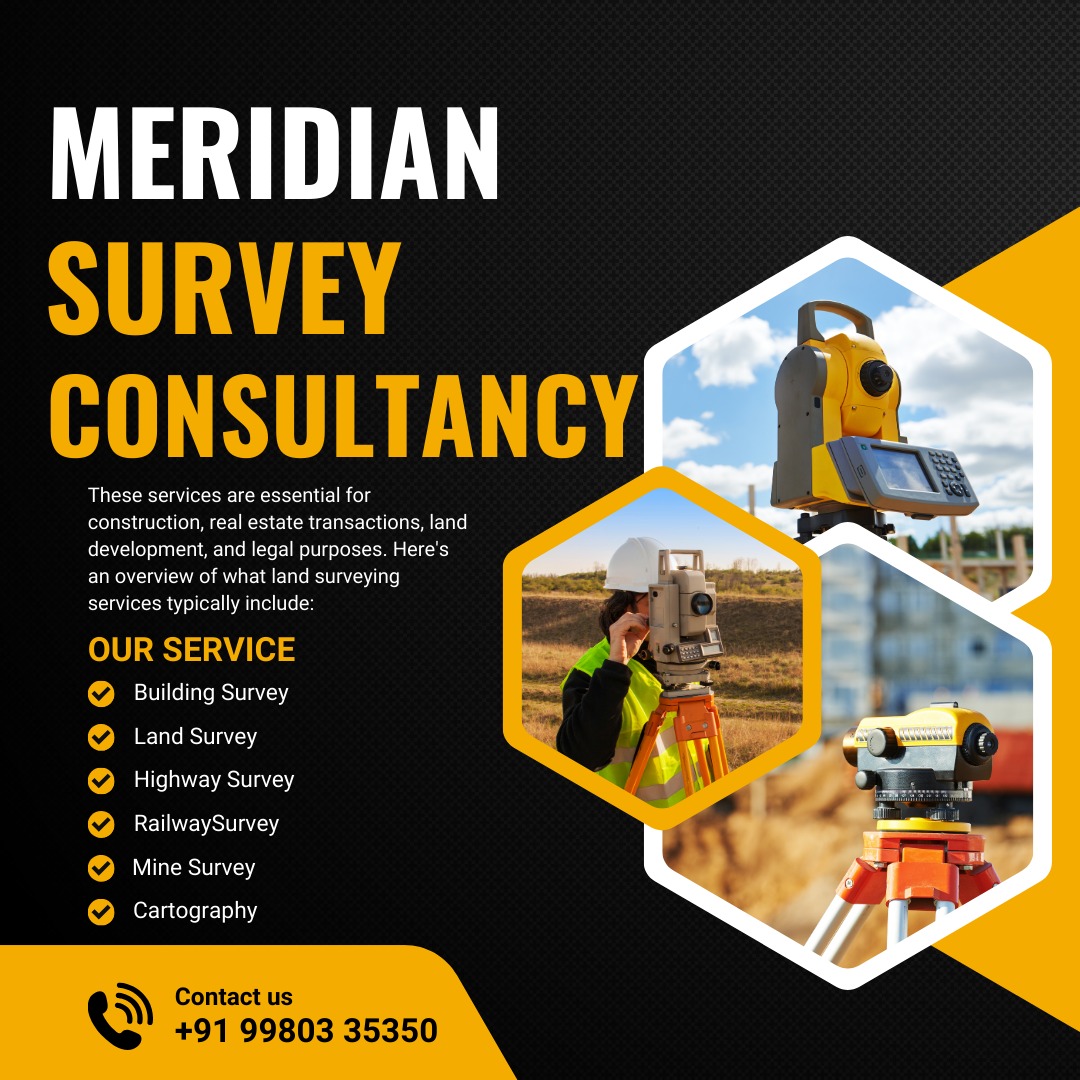 MERIDIAN
SURVEY
CONSULTANCY
These services are essential for
construction, real estate transactions, land
development, and legal purposes. Here's
an overview of what land surveying
services typically include:
OUR SERVICE
Building Survey
Land Survey
Highway Survey
RailwaySurvey
Mine Survey
Cartography
Contact us
+91 99803 35350